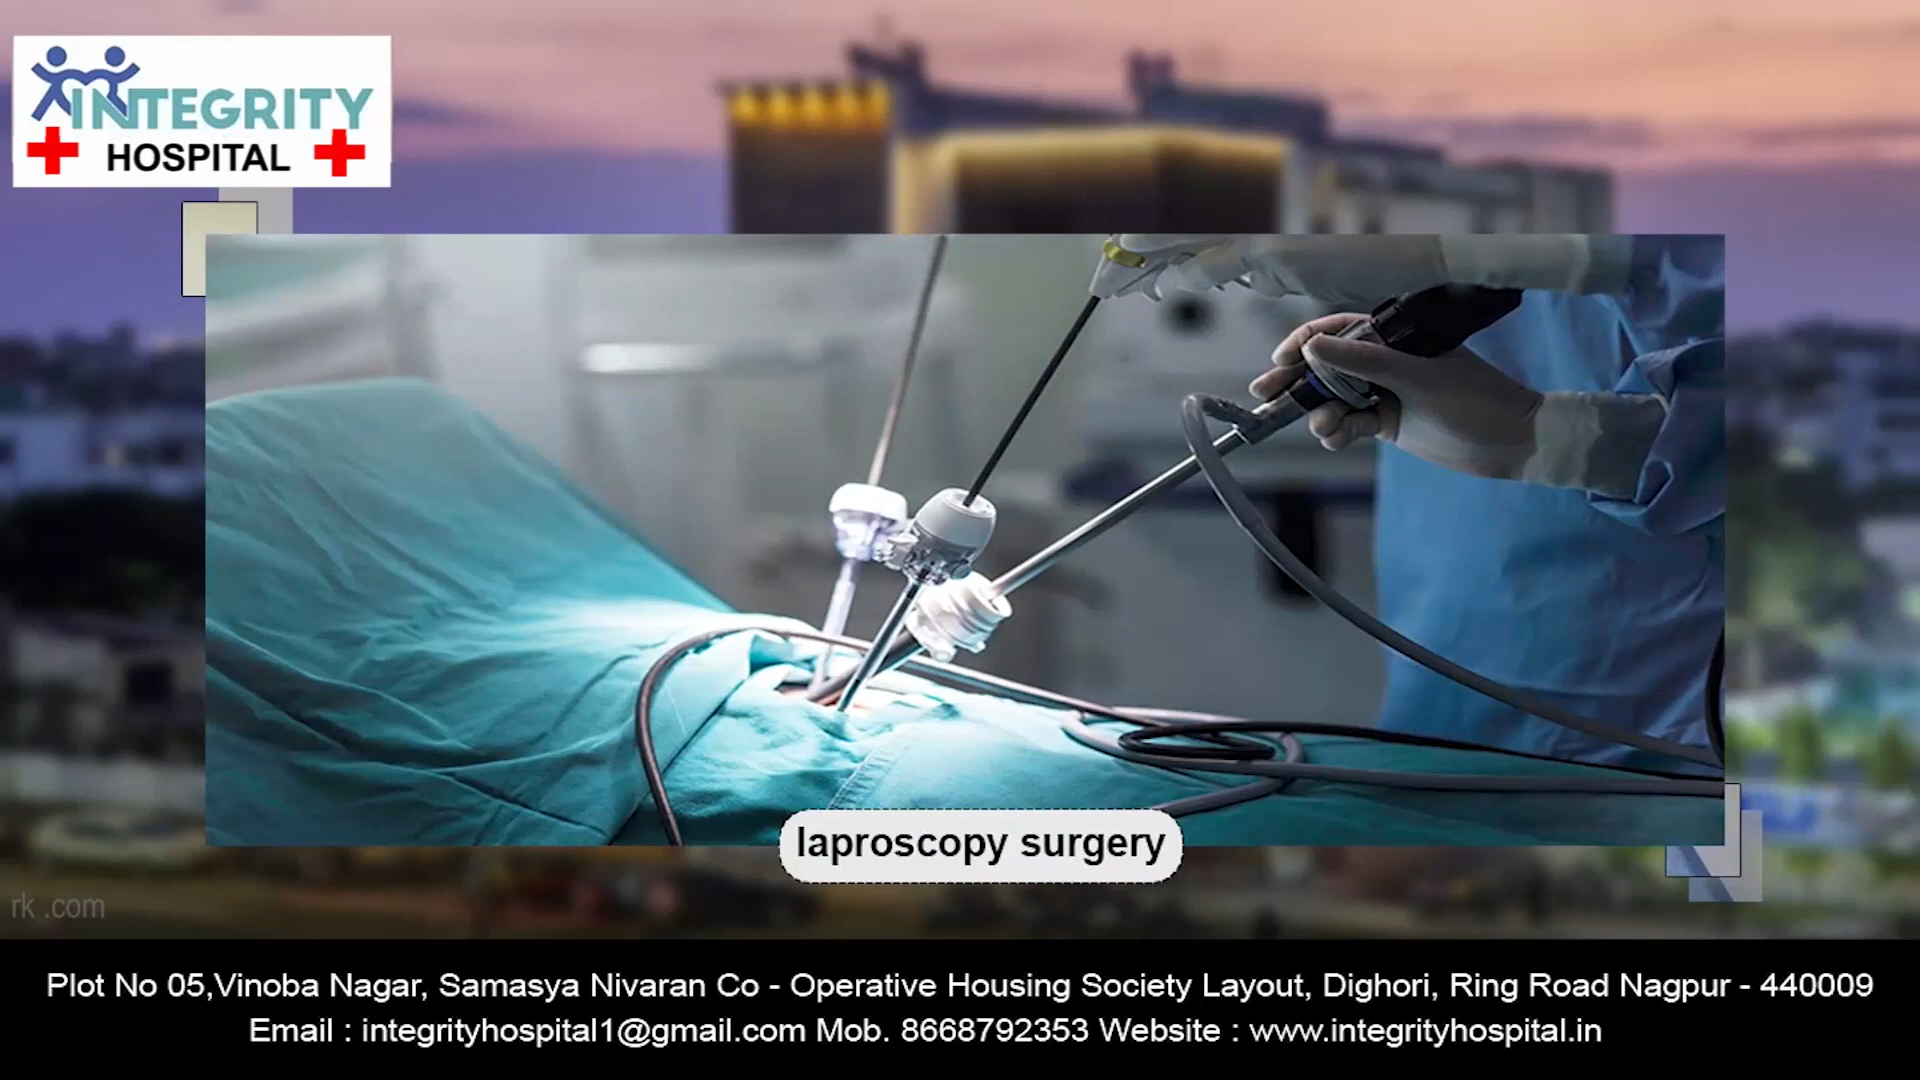 INTEGRITY
HOSPITAL
laproscopy surgery
rk .com
Plot No 05,Vinoba Nagar, Samasya Nivaran Co - Operative Housing Society Layout, Dighori, Ring Road Nagpur - 440009
Email : integrityhospital1@gmail.com Mob. 8668792353 Website : www.integrityhospital.in